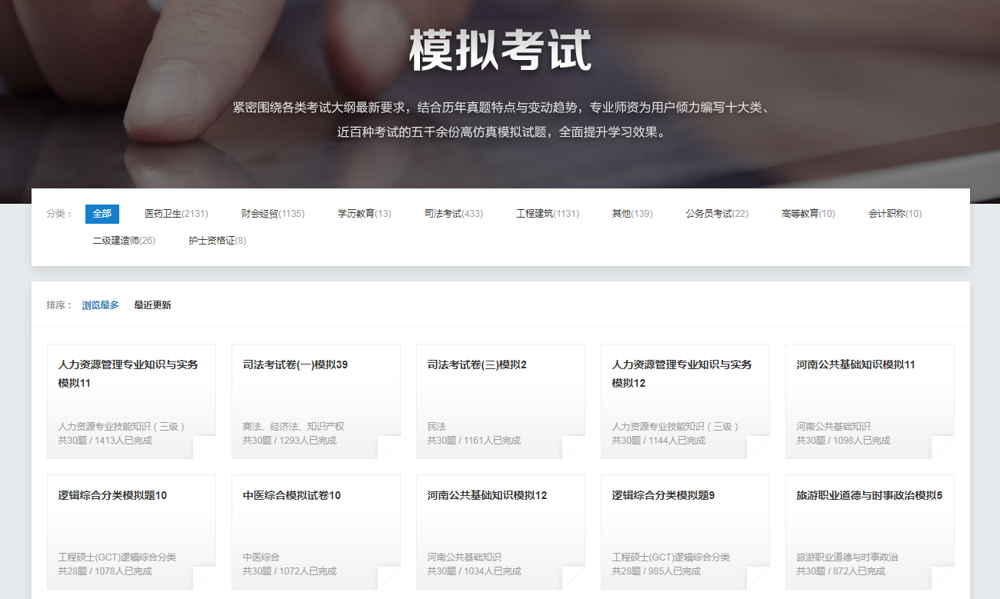 模拟考试
紧密围绕各类考试大纲最新要求，结合历年真题特点与变动趋势，专业师资为用户倾力编写十大类、
近百种考试的五千余份高仿真模拟试题，全面提升学习效果。
分类： 全部 医药卫生(2131) 财会经贸(1135) 学历教育(13) 司法考试(433) 工程建筑(1131) 其他(139) 公务员考试(22) 高等教育(10) 会计职称(10)
二级建造师(26) 护士资格证(8)
排序： 浏览最多 最近更新
人力资源管理专业知识与实务
模拟11
人力资源专业技能知识（三级）
共30题 / 1413人已完成
司法考试卷(一)模拟39
商法、经济法、知识产权
共30题 / 1293人已完成
司法考试卷(三)模拟2
民法
共30题 / 1161人已完成
人力资源管理专业知识与实务
模拟12
人力资源专业技能知识（三级）
共30题 / 1144人已完成
河南公共基础知识模拟11
河南公共基础知识
共30题 / 1098人已完成
逻辑综合分类模拟题10
工程硕士(GCT)逻辑综合分类
共28题 / 1078人已完成
中医综合模拟试卷10
中医综合
共30题 / 1072人已完成
河南公共基础知识模拟12
河南公共基础知识
共30题 / 1034人已完成
逻辑综合分类模拟题9
工程硕士(GCT)逻辑综合分类
共28题 / 985人已完成
旅游职业道德与时事政治模拟5
旅游职业道德与时事政治
共30题 / 872人已完成